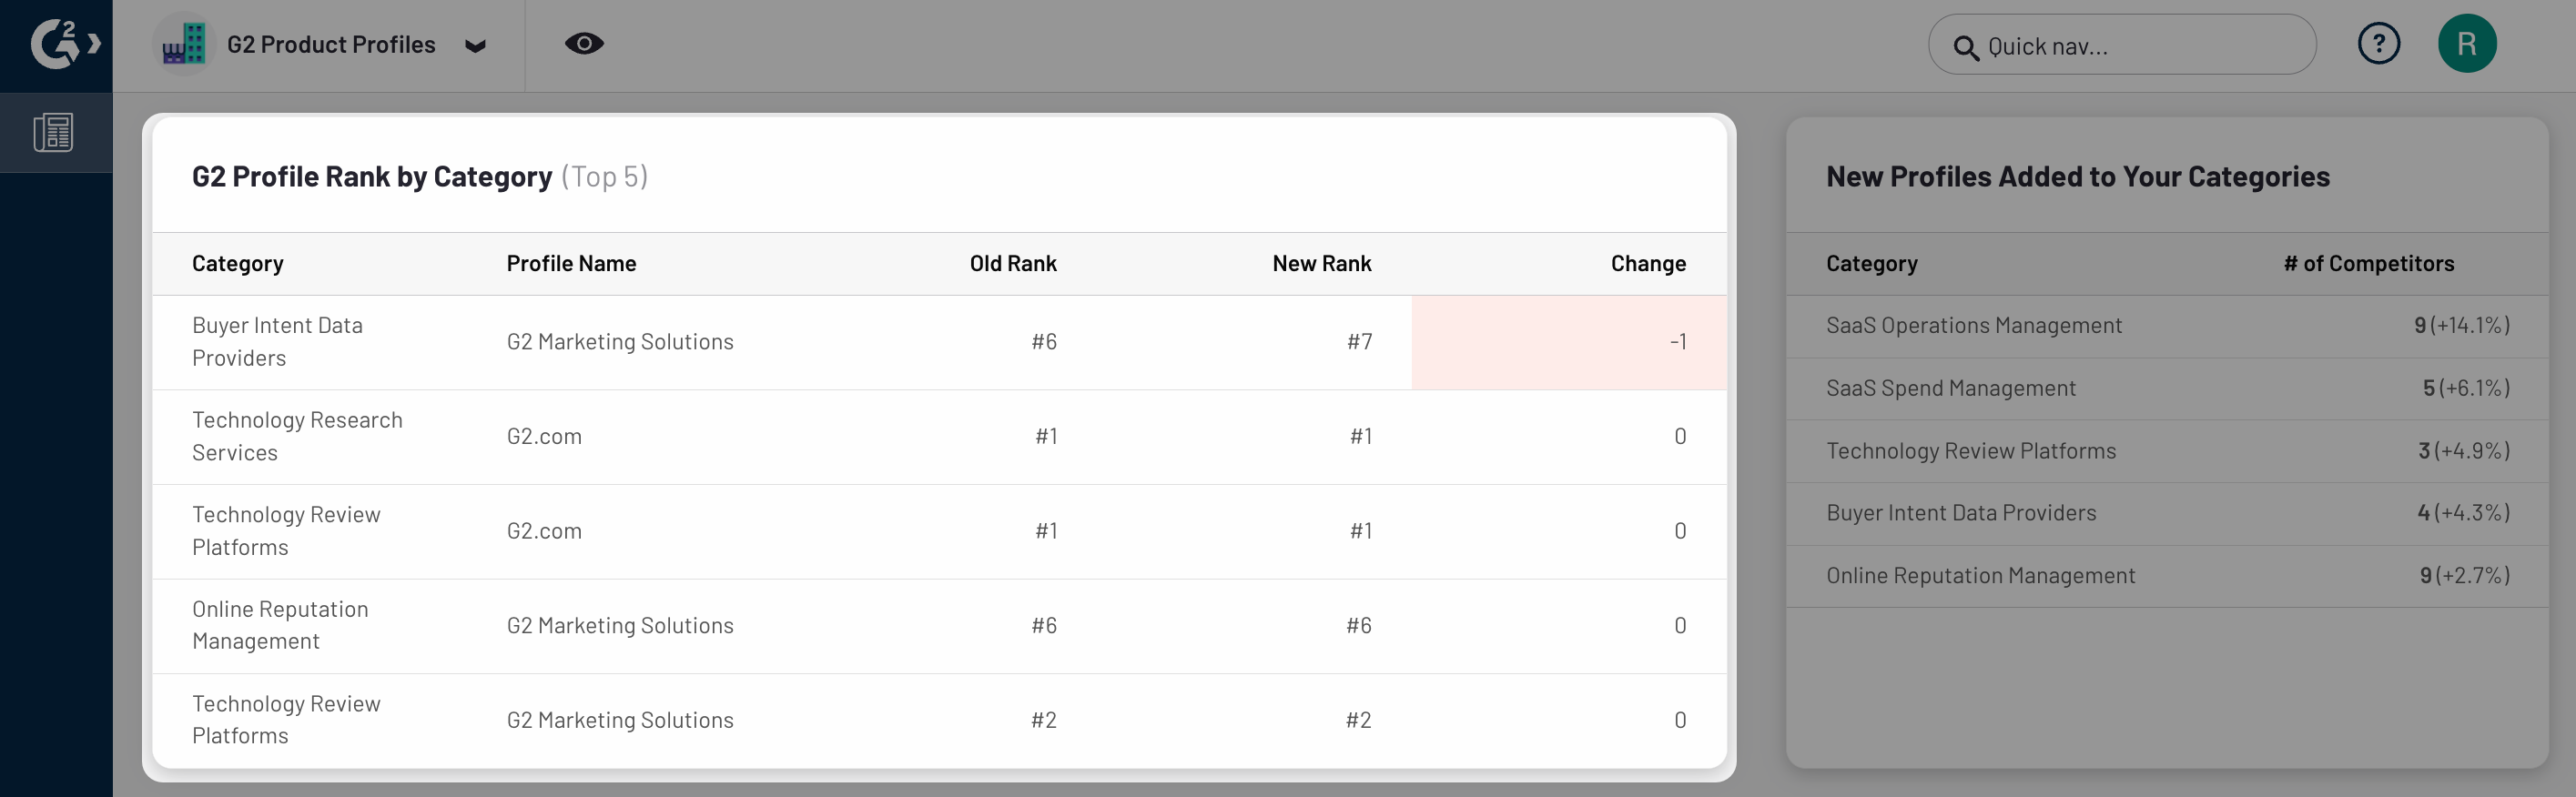 G2
G2 Product Profiles
Quick nav...
?
R
G2 Profile Rank by Category (Top 5)
Category Profile Name Old Rank New Rank Change
Buyer Intent Data
Providers
G2 Marketing Solutions #6 #7 -1
Technology Research
Services
G2.com #1 #1 0
Technology Review
Platforms
G2.com #1 #1 0
Online Reputation
Management
G2 Marketing Solutions #6 #6 0
Technology Review
Platforms
G2 Marketing Solutions #2 #2 0
New Profiles Added to Your Categories
Category # of Competitors
SaaS Operations Management 9 (+14.1%)
SaaS Spend Management 5 (+6.1%)
Technology Review Platforms 3 (+4.9%)
Buyer Intent Data Providers 4 (+4.3%)
Online Reputation Management 9 (+2.7%)